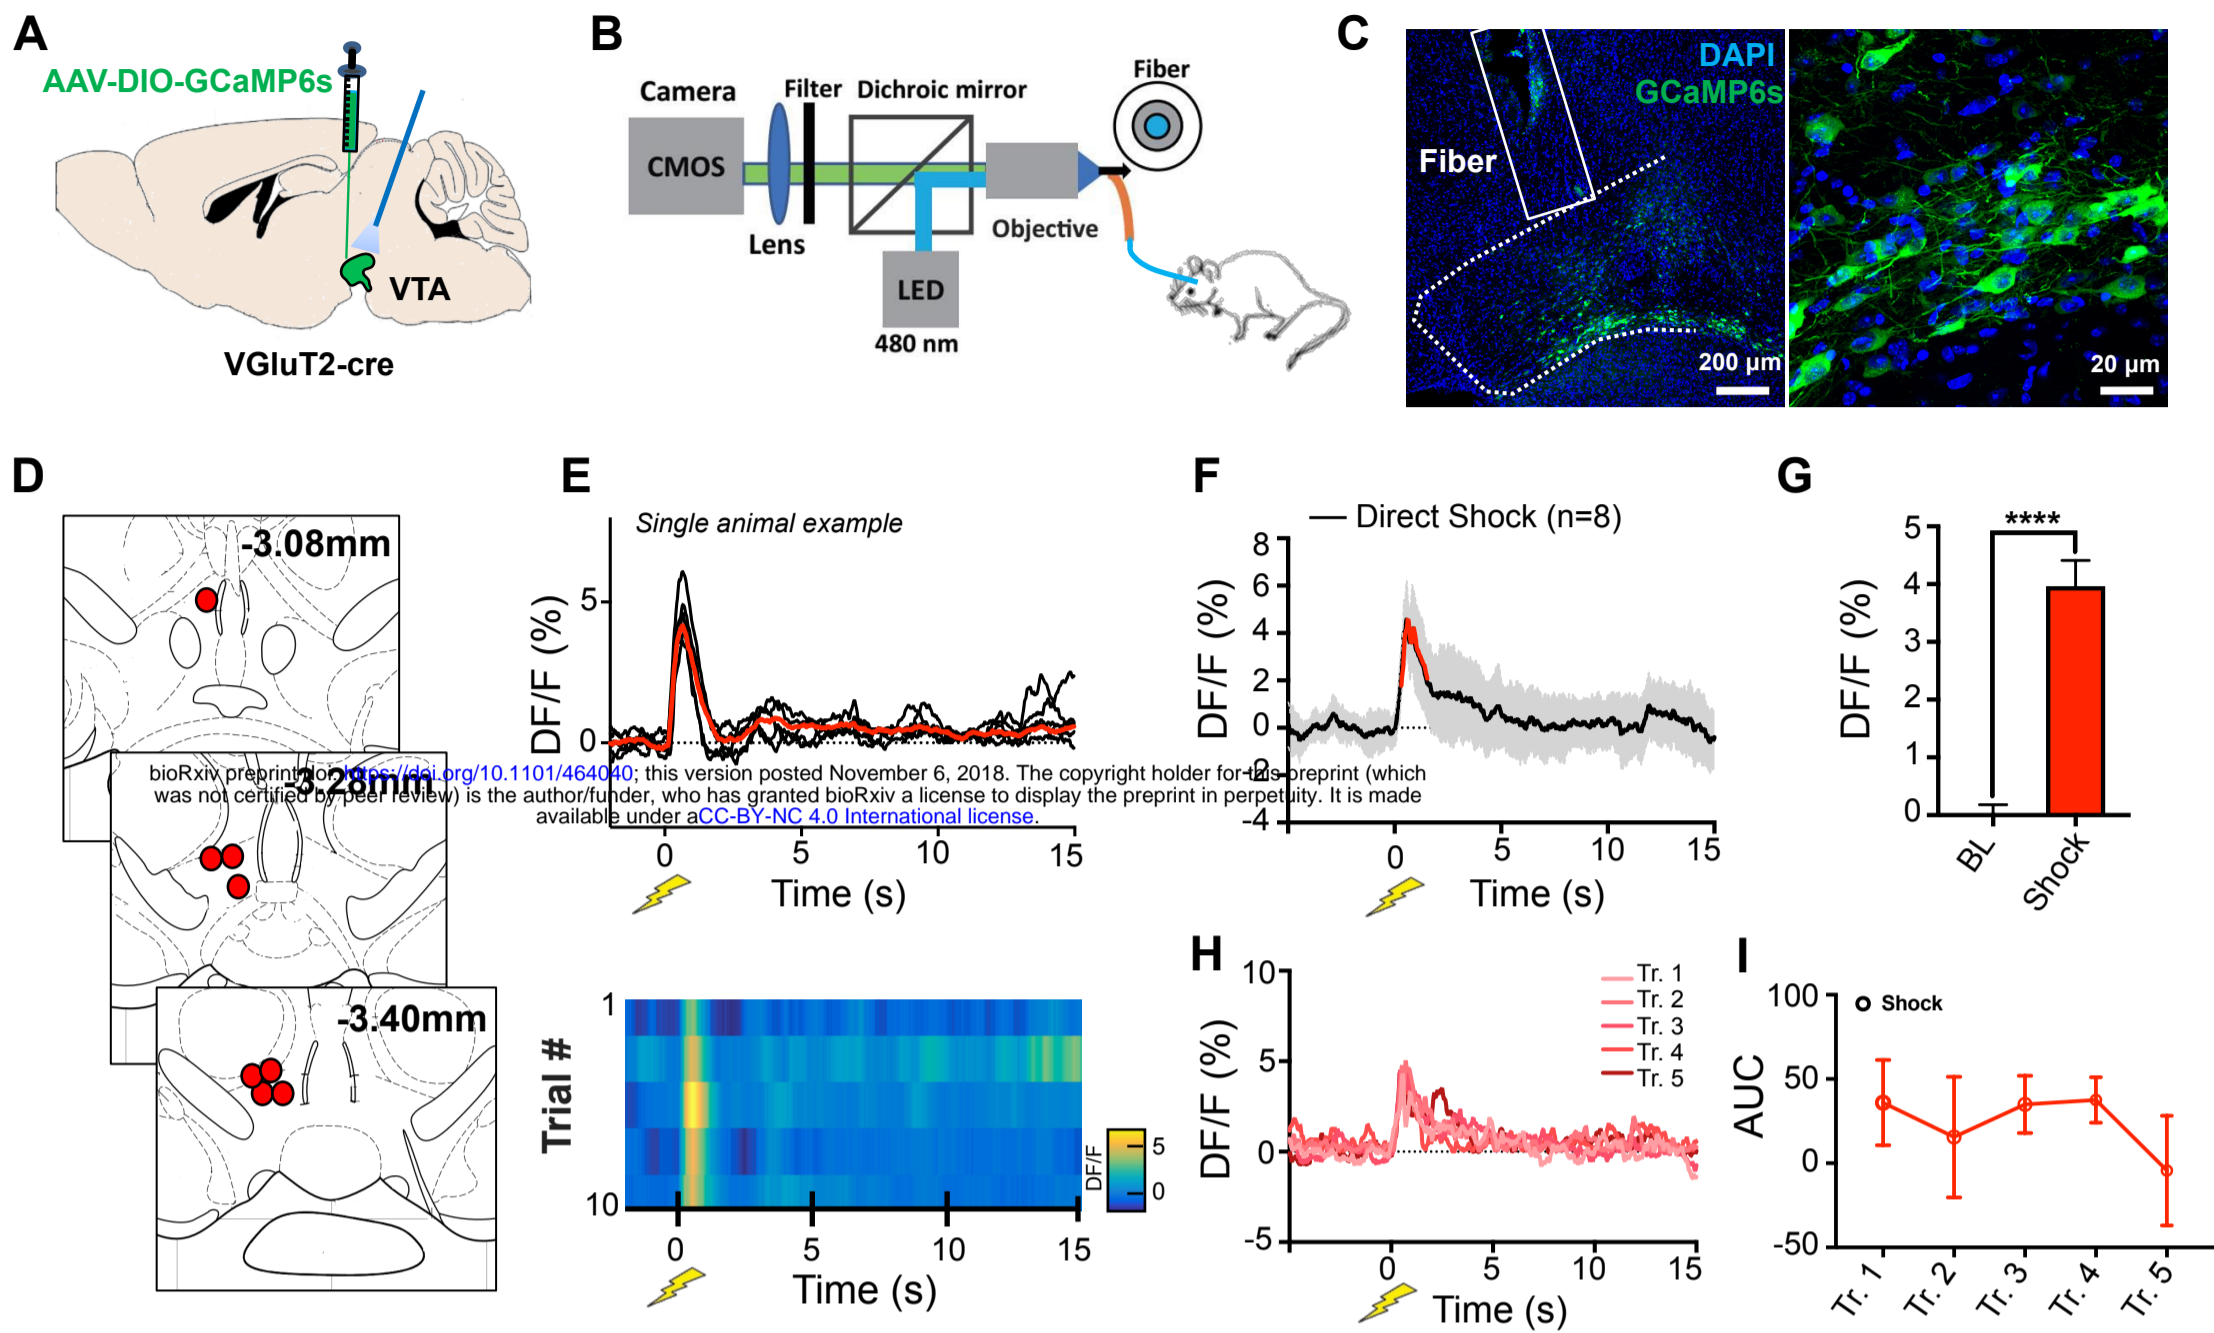 A
AAV-DIO-GCaMP6s
VTA
VGluT2-cre
B
Camera
Filter
Dichroic mirror
Fiber
CMOS
Lens
Objective
LED
480 nm
C
DAPI
GCaMP6s
Fiber
200 µm
20 µm
D
-3.08mm
-3.28mm
-3.40mm
E
Single animal example
DF/F (%)
5
0
0 5 10 15
Time (s)
bioRxiv preprint doi: https://doi.org/10.1101/464040; this version posted November 6, 2018. The copyright holder for this preprint (which
was not certified by peer review) is the author/funder, who has granted bioRxiv a license to display the preprint in perpetuity. It is made
available under aCC-BY-NC 4.0 International license.
Trial #
1
10
0 5 10 15
Time (s)
DF/F
5
0
F
Direct Shock (n=8)
DF/F (%)
8
6
4
2
0
-2
-4
0 5 10 15
Time (s)
G
****
DF/F (%)
5
4
3
2
1
0
BL
Shock
H
DF/F (%)
10
5
0
-5
Tr. 1
Tr. 2
Tr. 3
Tr. 4
Tr. 5
0 5 10 15
Time (s)
I
Shock
AUC
100
50
0
-50
Tr. 1
Tr. 2
Tr. 3
Tr. 4
Tr. 5